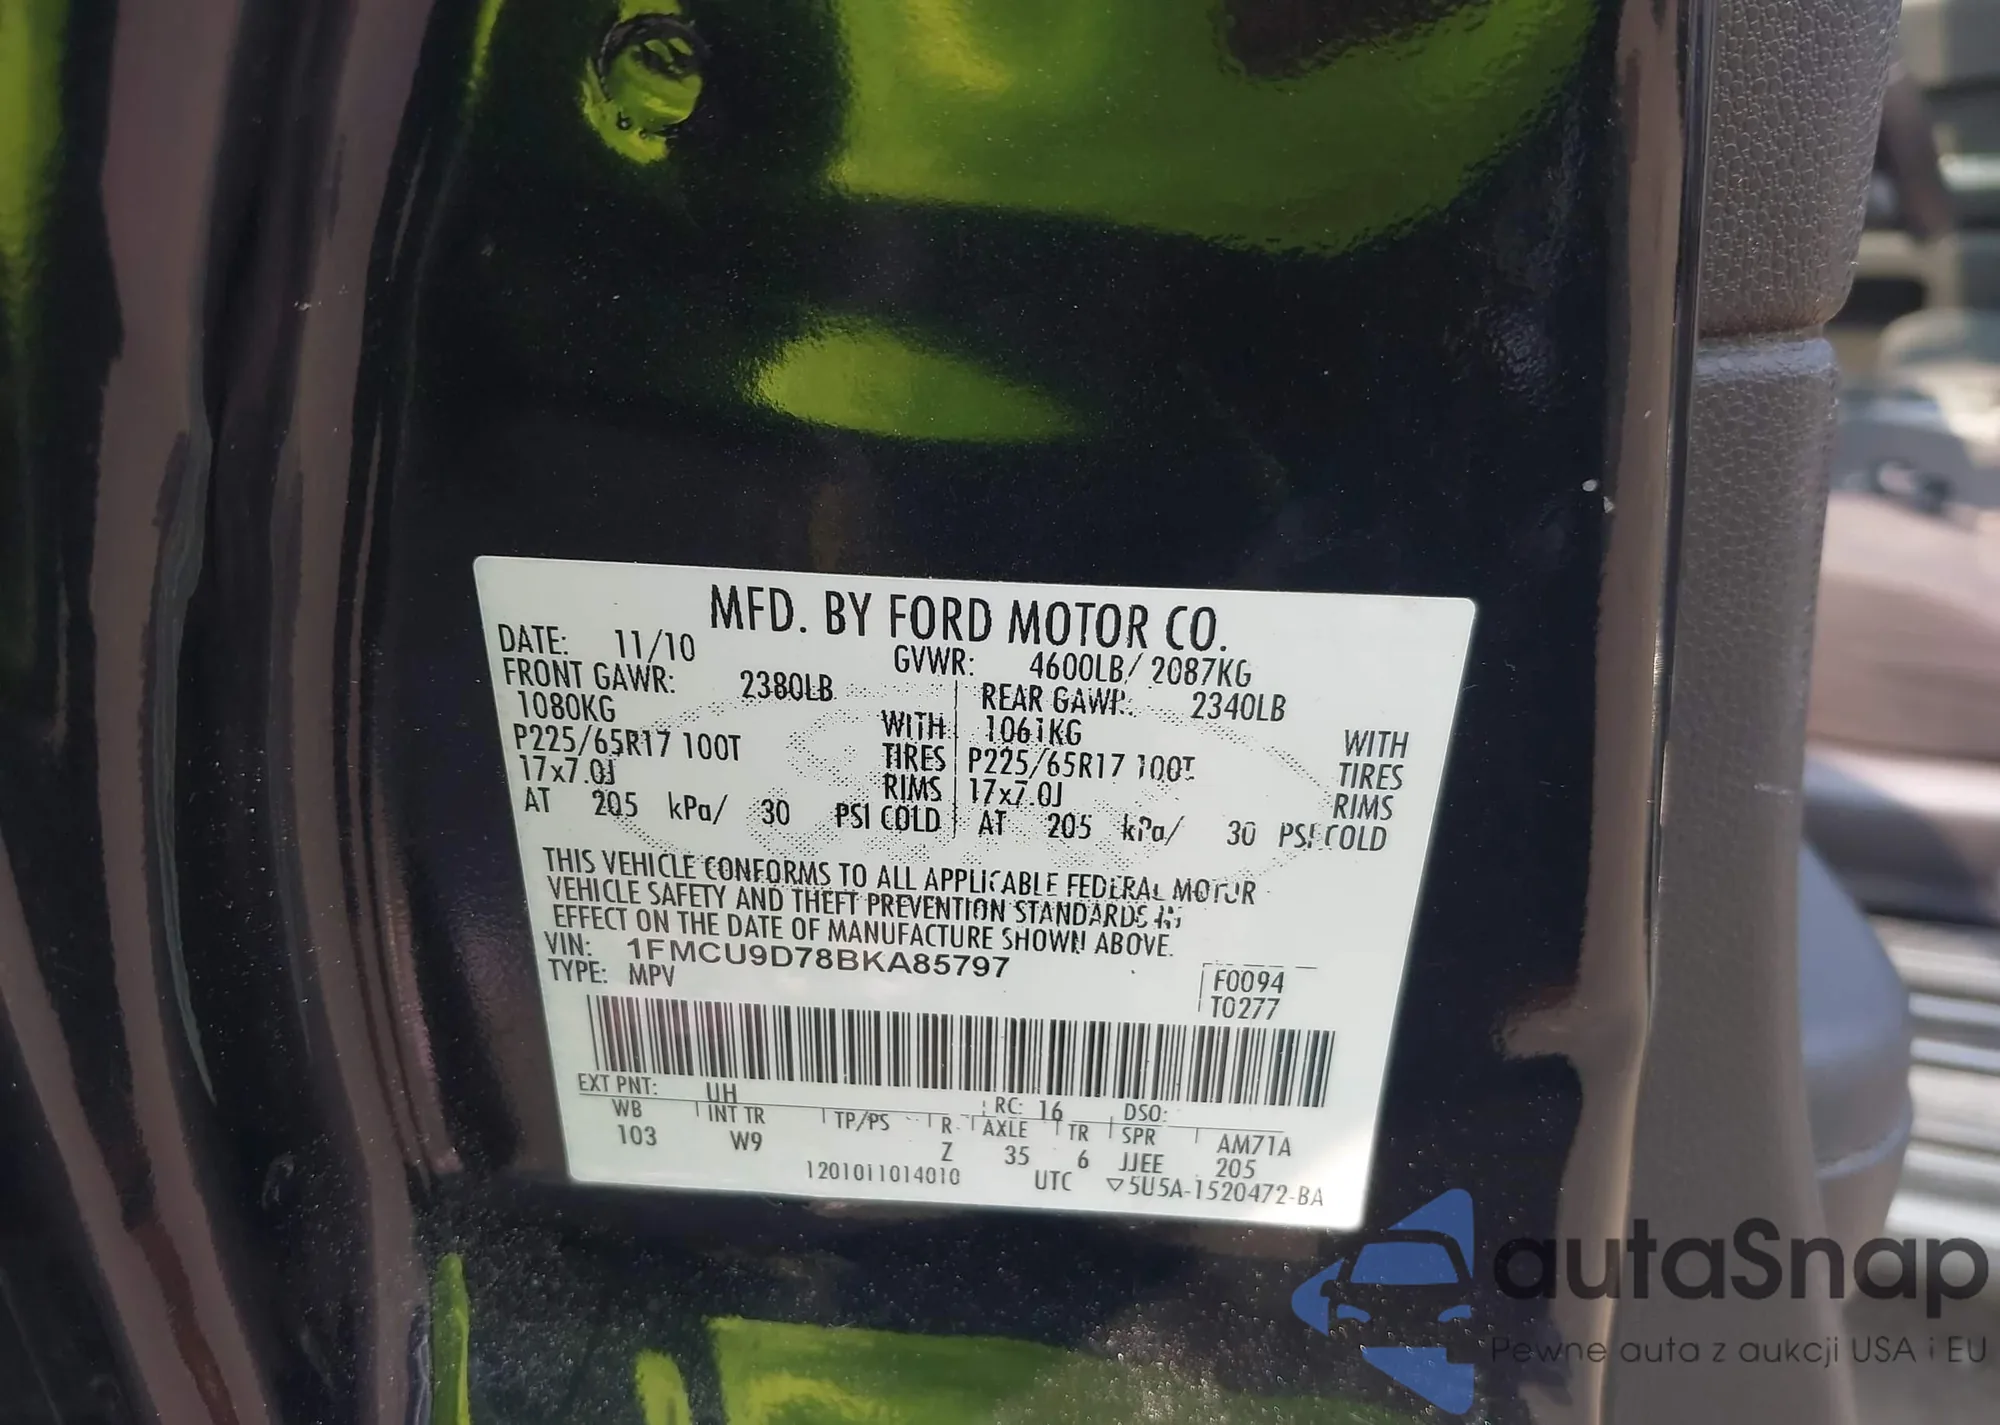 MFD. BY FORD MOTOR CO.
DATE: 11/10 GVWR: 4600LB/ 2087KG
FRONT GAWR: 2380LB REAR GAWR: 2340LB
1080KG WITH 1061KG WITH
P225/65R17 100T TIRES P225/65R17 100T TIRES
17x7.0J RIMS 17x7.0J RIMS
AT 205 kPa/ 30 PSI COLD AT 205 kPa/ 30 PSI COLD
THIS VEHICLE CONFORMS TO ALL APPLICABLE FEDERAL MOTOR
VEHICLE SAFETY AND THEFT PREVENTION STANDARDS IN
EFFECT ON THE DATE OF MANUFACTURE SHOWN ABOVE.
VIN: 1FMCU9D78BKA85797
TYPE: MPV
F0094
T0277
EXT PNT: UH RC: 16 DSO:
WB INT TR TP/PS R AXLE TR SPR AM71A
103 W9 Z 35 6 JJEE 205
1201011014010 UTC ▽5U5A-1520472-BA
autaSnap
Pewne auta z aukcji USA i EU